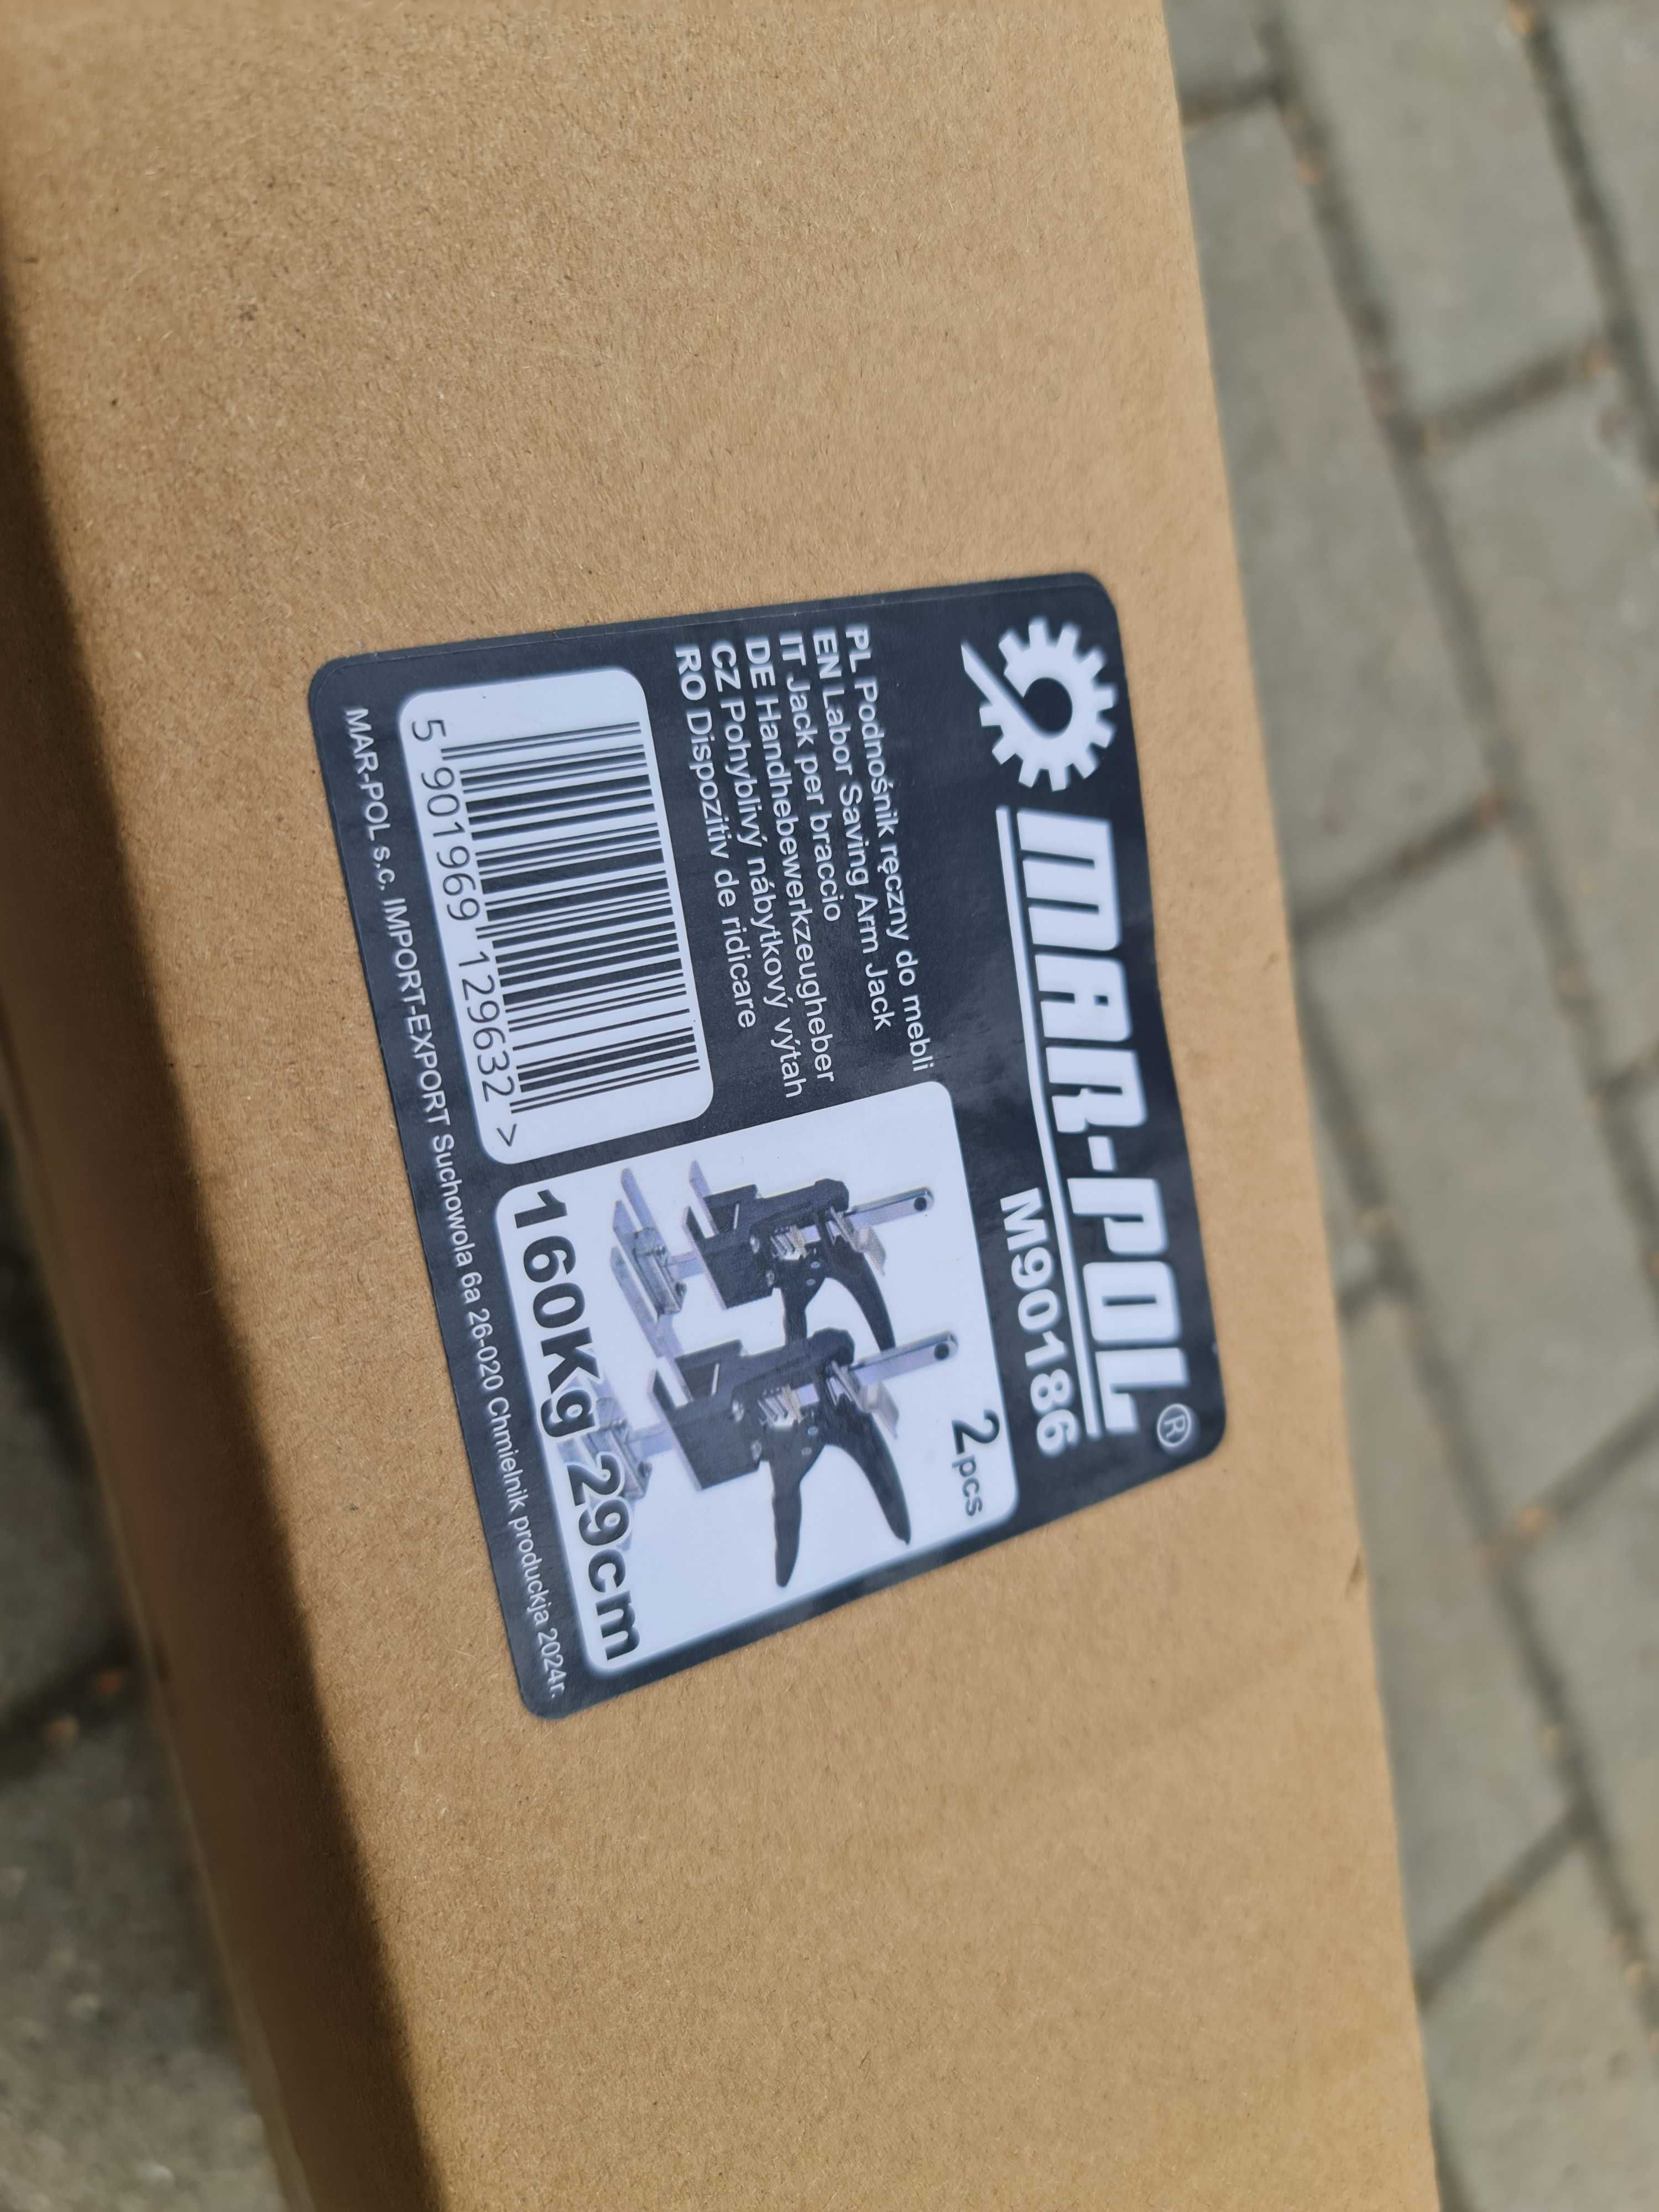 MAR-POL ®
M90186
PL Podnośnik ręczny do mebli
EN Labor Saving Arm Jack
IT Jack per braccio
DE Handhebebewerkzeugheber
CZ Pohyblivý nábytkový výtah
RO Dispozitiv de ridicare
2pcs
160Kg 29cm
5 901969 129632 >
MAR-POL s.c. IMPORT-EXPORT Suchowola 6a 26-020 Chmielnik produckja 2024r.